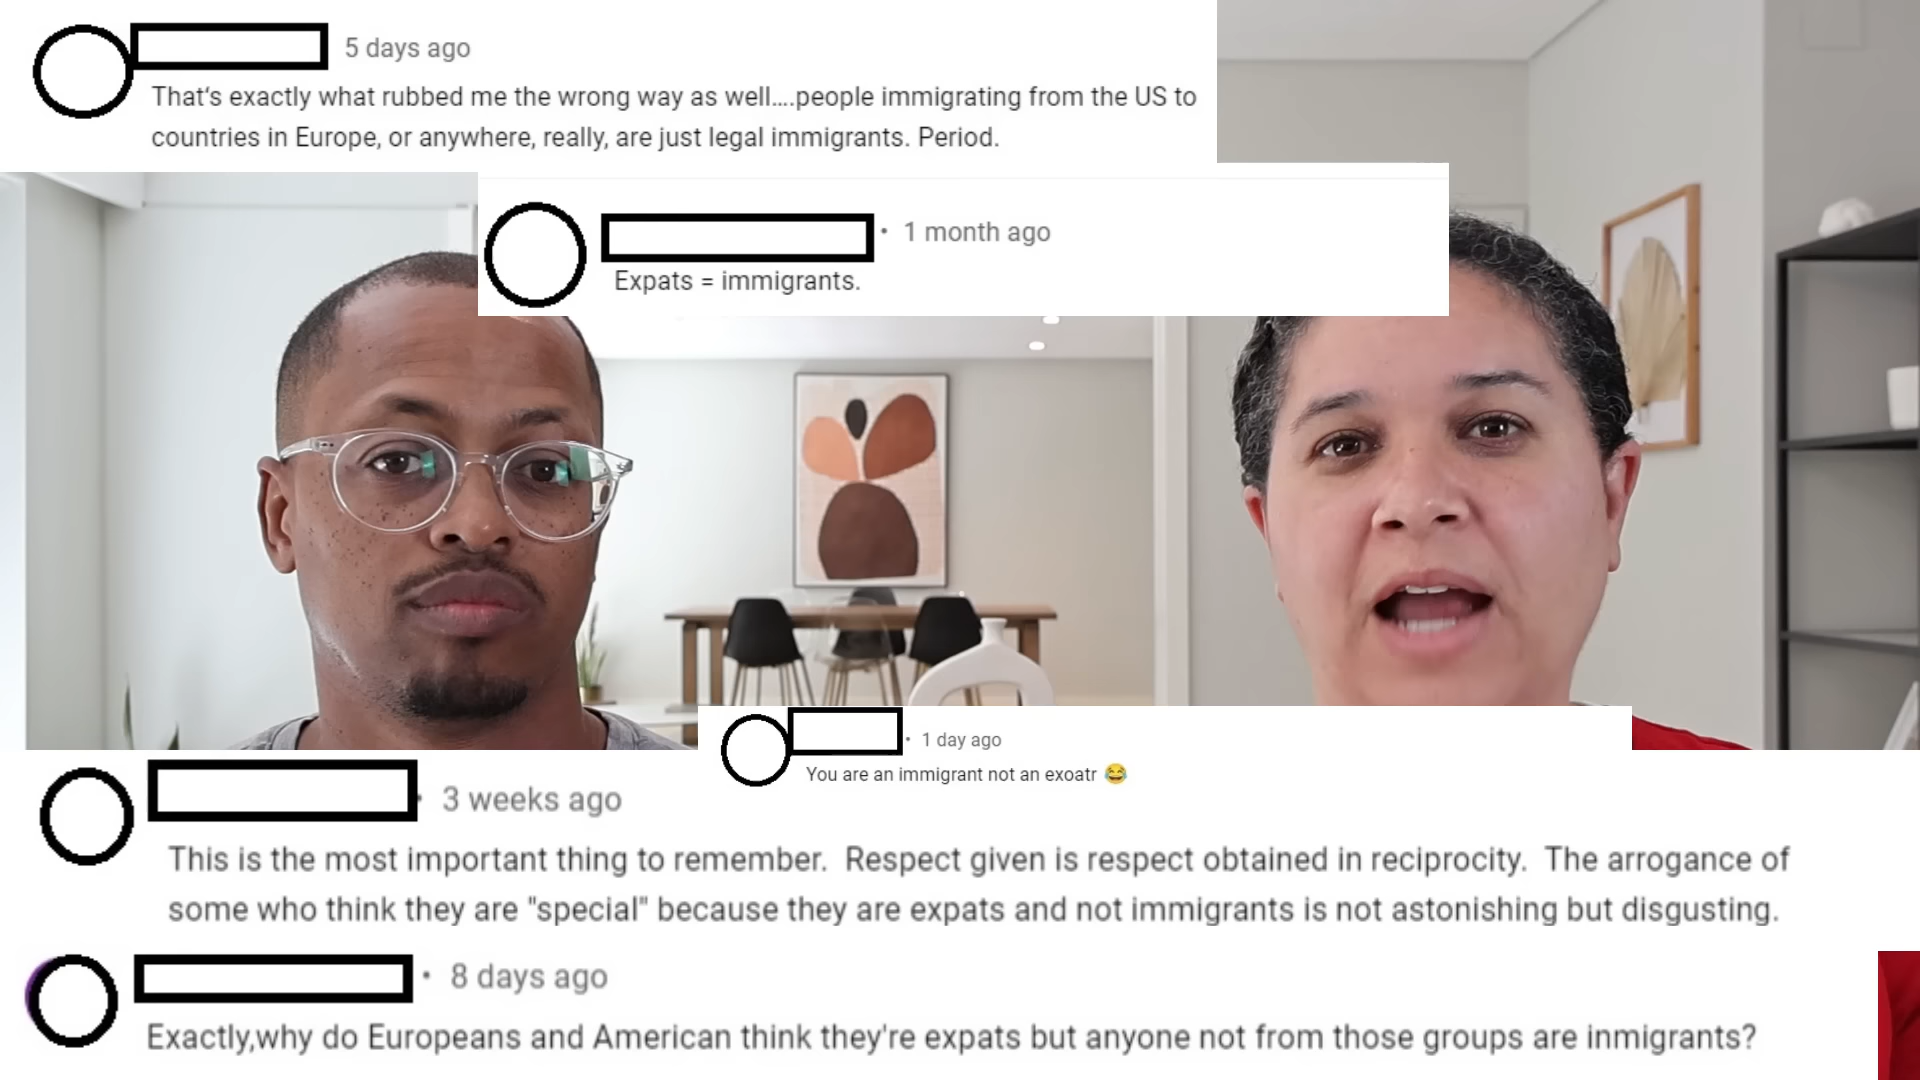 5 days ago
That's exactly what rubbed me the wrong way as well....people immigrating from the US to
countries in Europe, or anywhere, really, are just legal immigrants. Period.
• 1 month ago
Expats = immigrants.
• 1 day ago
You are an immigrant not an exoatr 😂
• 3 weeks ago
This is the most important thing to remember. Respect given is respect obtained in reciprocity. The arrogance of
some who think they are "special" because they are expats and not immigrants is not astonishing but disgusting.
• 8 days ago
Exactly,why do Europeans and American think they're expats but anyone not from those groups are inmigrants?